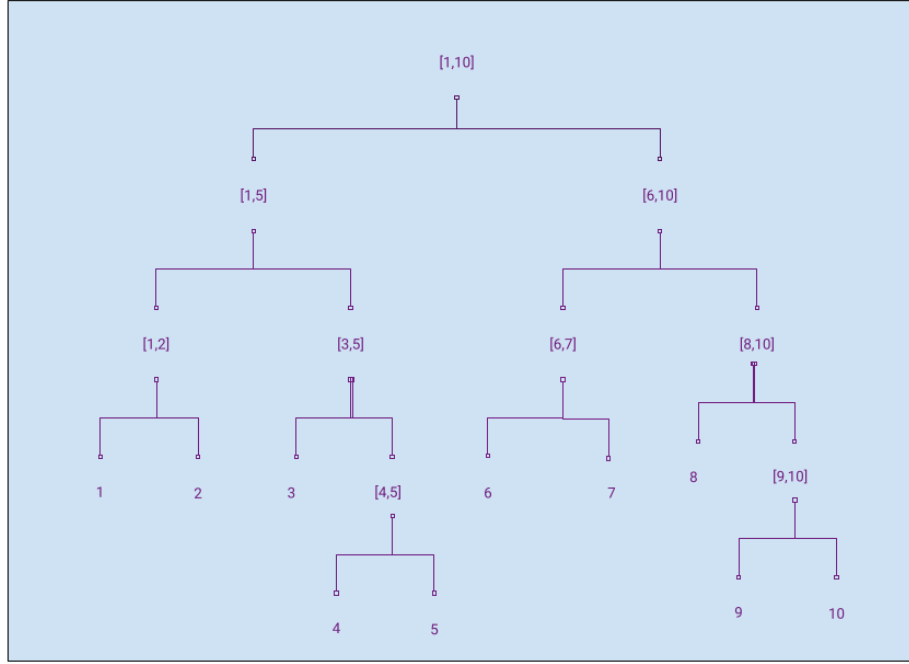 [1,10]
[1,5] [6,10]
[1,2] [3,5] [6,7] [8,10]
1 2 3 [4,5] 6 7 8 [9,10]
4 5 9 10